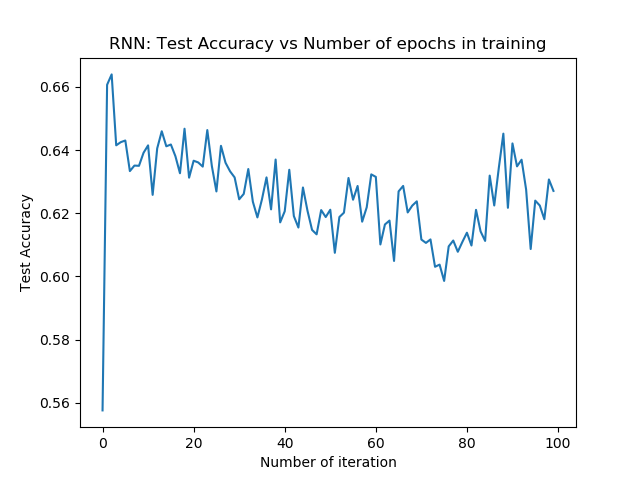 RNN: Test Accuracy vs Number of epochs in training
0.66
0.64
0.62
0.60
0.58
0.56
Test Accuracy
0 20 40 60 80 100
Number of iteration